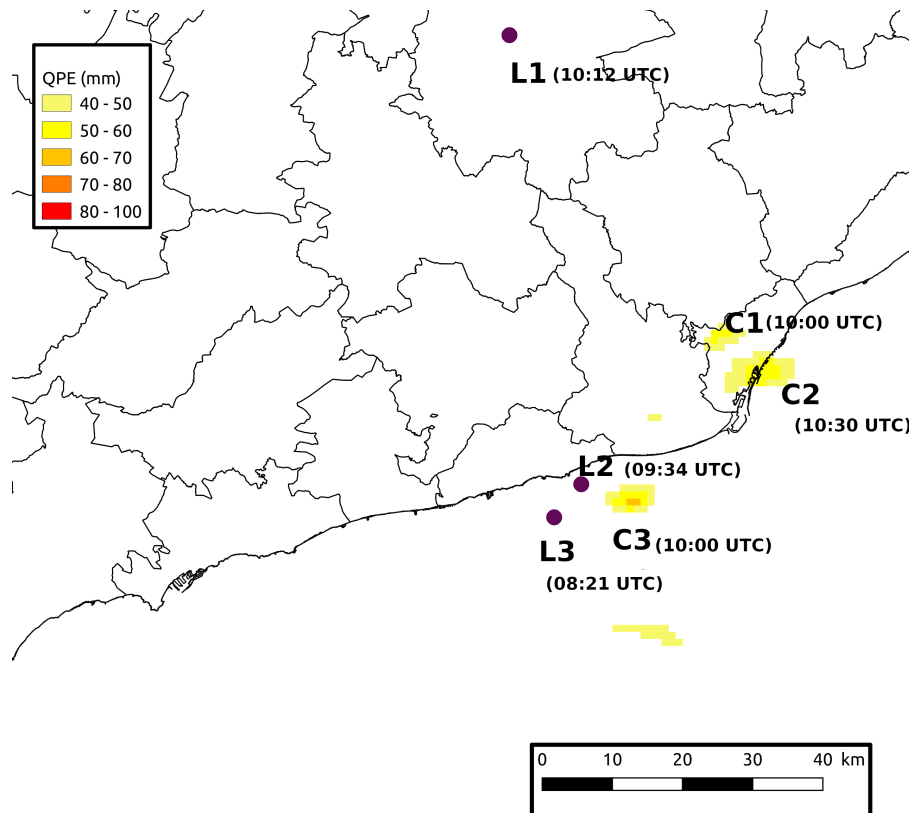 L1 (10:12 UTC)
QPE (mm)
40 - 50
50 - 60
60 - 70
70 - 80
80 - 100
C1 (10:00 UTC)
C2
(10:30 UTC)
L2 (09:34 UTC)
C3 (10:00 UTC)
L3
(08:21 UTC)
0 10 20 30 40 km